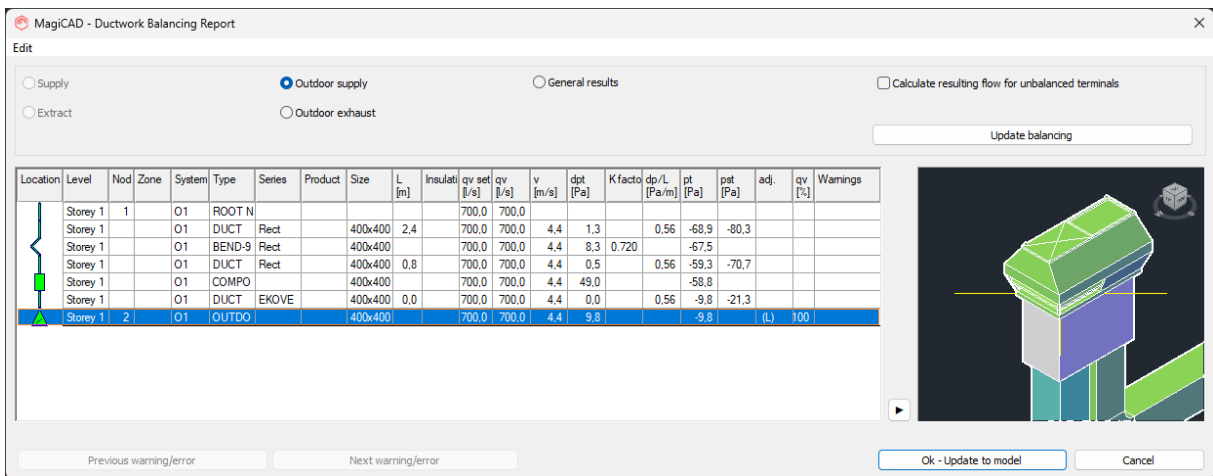 MagiCAD - Ductwork Balancing Report
Edit
Supply Outdoor supply General results Calculate resulting flow for unbalanced terminals
Extract Outdoor exhaust
Update balancing
Location Level Nod Zone System Type Series Product Size L [m] Insulati qv set [l/s] qv [l/s] v [m/s] dpt [Pa] K facto dp/L [Pa/m] pt [Pa] pst [Pa] adj. qv [%] Warnings
Storey 1 1 O1 ROOT N 700,0 700,0
Storey 1 O1 DUCT Rect 400x400 2,4 700,0 700,0 4,4 1,3 0,56 -68,9 -80,3
Storey 1 O1 BEND-9 Rect 400x400 700,0 700,0 4,4 8,3 0.720 -67,5
Storey 1 O1 DUCT Rect 400x400 0,8 700,0 700,0 4,4 0,5 0,56 -59,3 -70,7
Storey 1 O1 COMPO 400x400 700,0 700,0 4,4 49,0 -58,8
Storey 1 O1 DUCT EKOVE 400x400 0,0 700,0 700,0 4,4 0,0 0,56 -9,8 -21,3
Storey 1 2 O1 OUTDO 400x400 700,0 700,0 4,4 9,8 -9,8 (L) 100
Previous warning/error Next warning/error Ok - Update to model Cancel